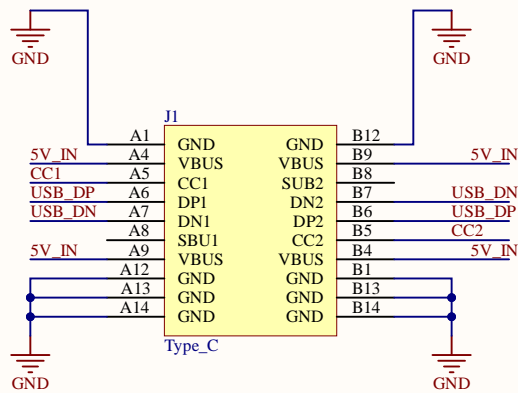 GND GND
J1
A1 GND GND B12
5V_IN A4 VBUS VBUS B9 5V_IN
CC1 A5 CC1 SUB2 B8
USB_DP A6 DP1 DN2 B7 USB_DN
USB_DN A7 DN1 DP2 B6 USB_DP
A8 SBU1 CC2 B5 CC2
5V_IN A9 VBUS VBUS B4 5V_IN
A12 GND GND B1
A13 GND GND B13
A14 GND GND B14
Type_C
GND GND